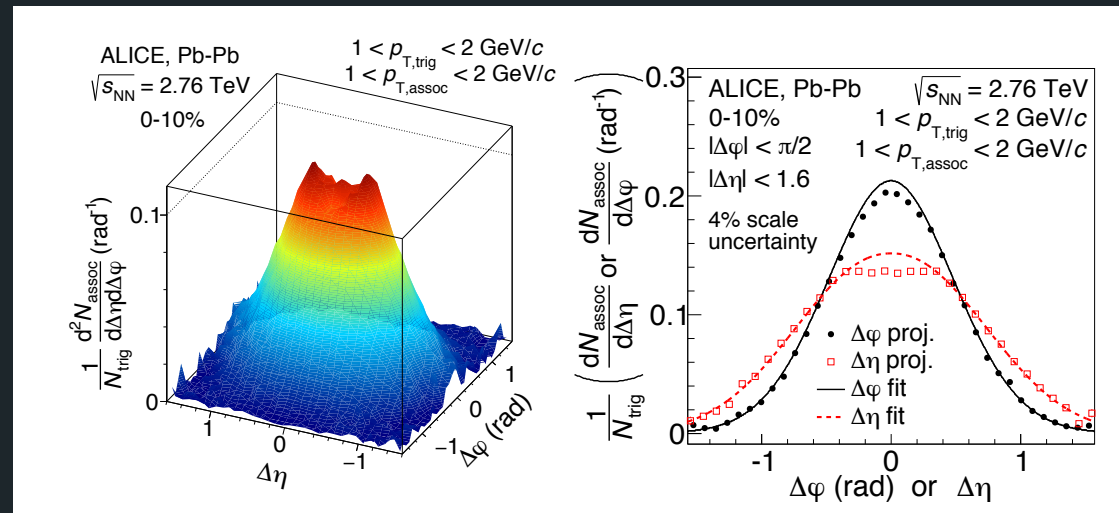 ALICE, Pb-Pb
√sNN = 2.76 TeV
0-10%
1 < pT,trig < 2 GeV/c
1 < pT,assoc < 2 GeV/c
1/Ntrig d²Nassoc/dΔηdΔφ (rad⁻¹)
0.1
0
1
0
−1
Δη
−1
0
1
Δφ (rad)
1/Ntrig (dNassoc/dΔη or dNassoc/dΔφ) (rad⁻¹)
0.3
0.2
0.1
0
ALICE, Pb-Pb
0-10%
|Δφ| < π/2
|Δη| < 1.6
4% scale
uncertainty
√sNN = 2.76 TeV
1 < pT,trig < 2 GeV/c
1 < pT,assoc < 2 GeV/c
Δφ proj.
Δη proj.
Δφ fit
Δη fit
-1
0
1
Δφ (rad) or Δη